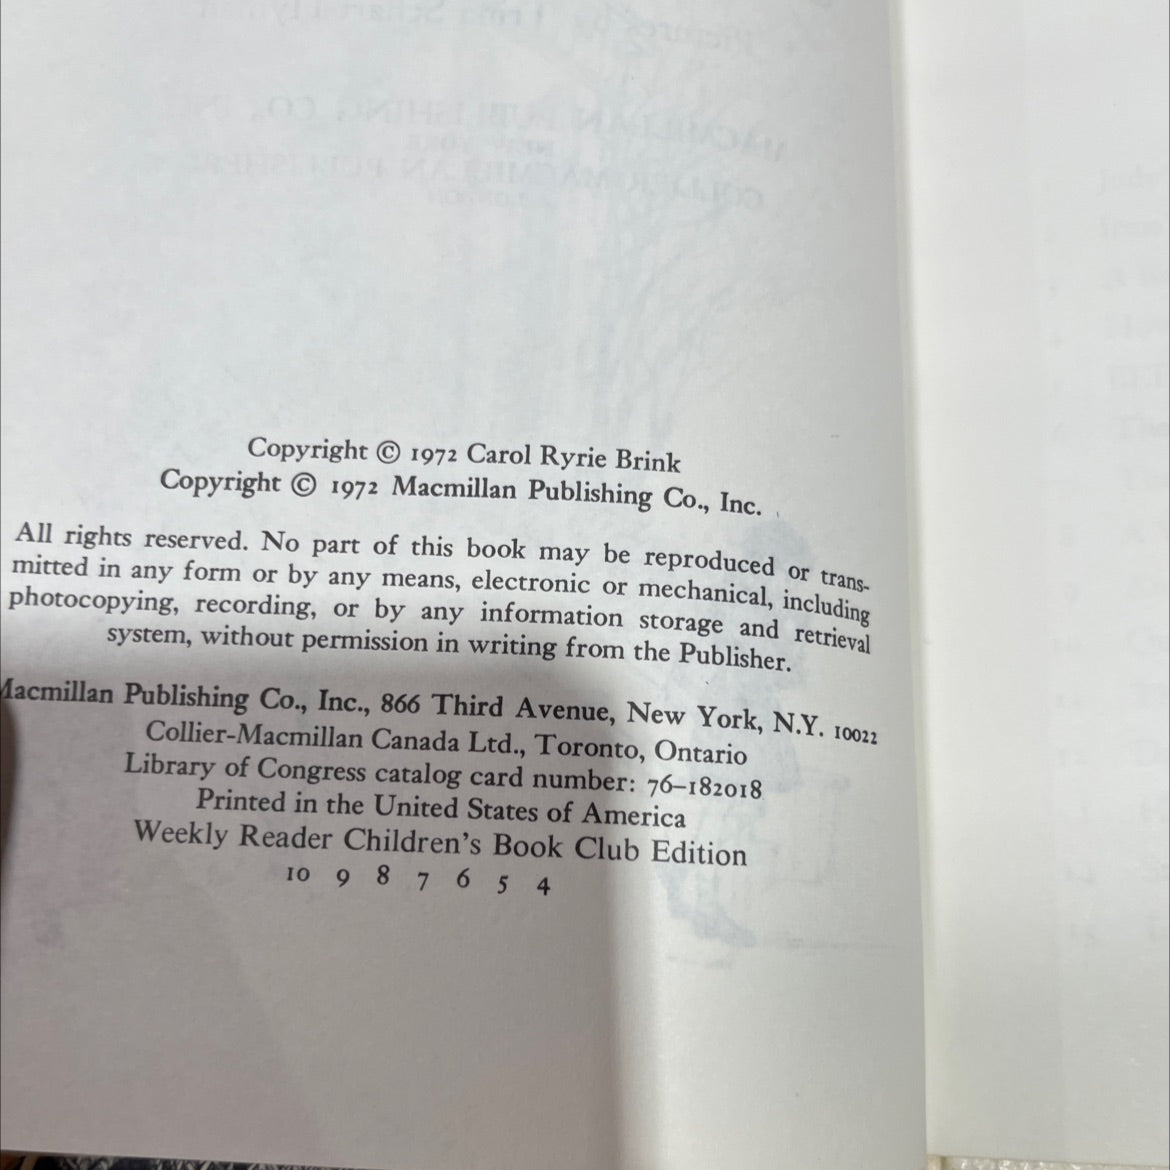 Copyright © 1972 Carol Ryrie Brink
Copyright © 1972 Macmillan Publishing Co., Inc.
All rights reserved. No part of this book may be reproduced or trans-
mitted in any form or by any means, electronic or mechanical, including
photocopying, recording, or by any information storage and retrieval
system, without permission in writing from the Publisher.
Macmillan Publishing Co., Inc., 866 Third Avenue, New York, N.Y. 10022
Collier-Macmillan Canada Ltd., Toronto, Ontario
Library of Congress catalog card number: 76-182018
Printed in the United States of America
Weekly Reader Children's Book Club Edition
10 9 8 7 6 5 4